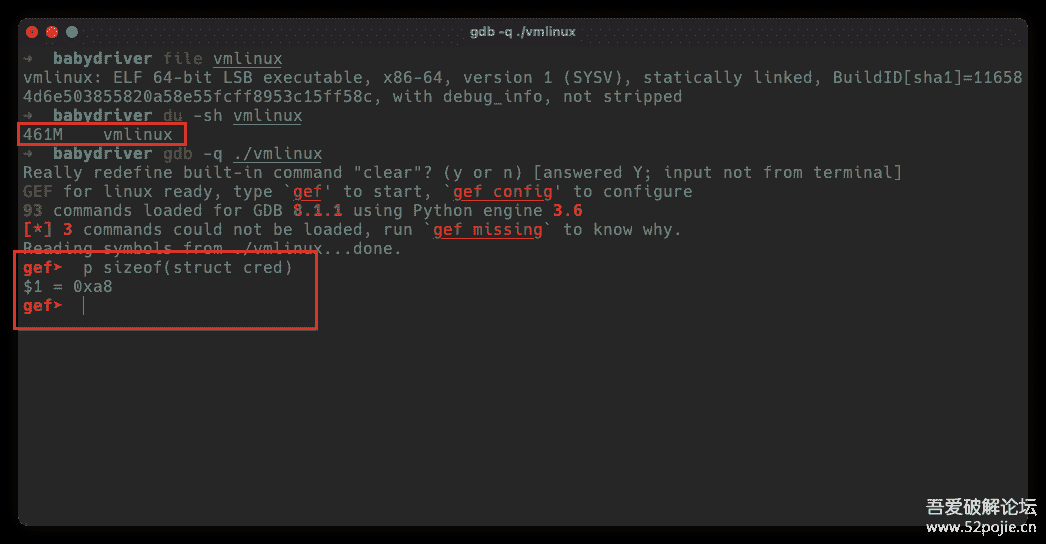 gdb -q ./vmlinux
→ babydriver file vmlinux
vmlinux: ELF 64-bit LSB executable, x86-64, version 1 (SYSV), statically linked, BuildID[sha1]=11658
4d6e503855820a58e55fcff8953c15ff58c, with debug_info, not stripped
→ babydriver du -sh vmlinux
461M vmlinux
→ babydriver gdb -q ./vmlinux
Really redefine built-in command "clear"? (y or n) [answered Y; input not from terminal]
GEF for linux ready, type `gef' to start, `gef config' to configure
93 commands loaded for GDB 8.1.1 using Python engine 3.6
[*] 3 commands could not be loaded, run `gef missing` to know why.
Reading symbols from ./vmlinux...done.
gef➤ p sizeof(struct cred)
$1 = 0xa8
gef➤
吾爱破解论坛
www.52pojie.cn